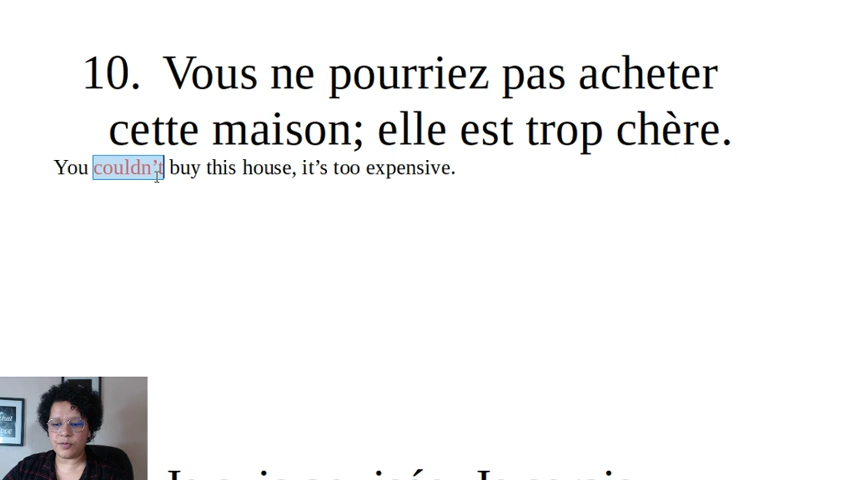 10. Vous ne pourriez pas acheter
cette maison; elle est trop chère.
You couldn’t buy this house, it’s too expensive.